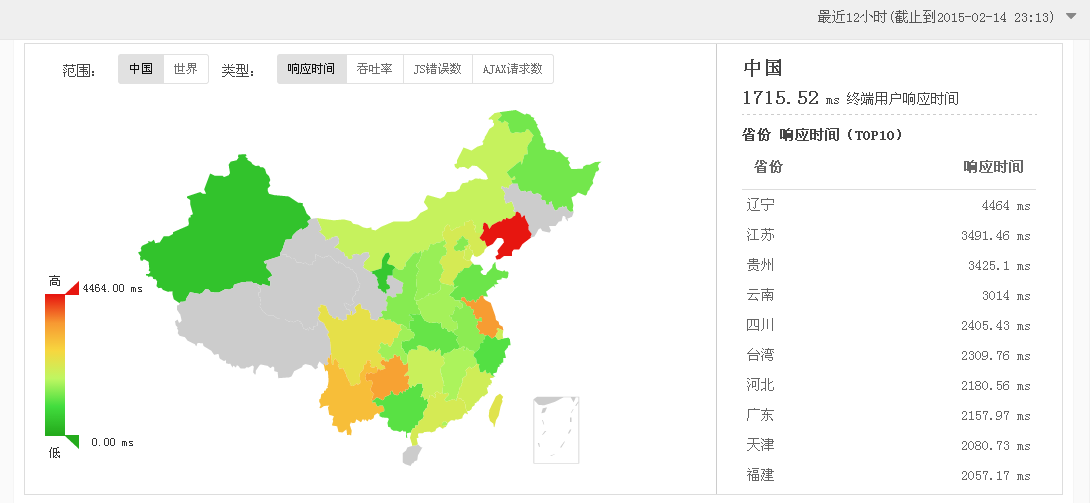 最近12小时(截止到2015-02-14 23:13)
范围: 中国 世界 类型: 响应时间 吞吐率 JS错误数 AJAX请求数
高
4464.00 ms
0.00 ms
低
中国
1715.52 ms 终端用户响应时间
省份 响应时间(TOP10)
省份 响应时间
辽宁 4464 ms
江苏 3491.46 ms
贵州 3425.1 ms
云南 3014 ms
四川 2405.43 ms
台湾 2309.76 ms
河北 2180.56 ms
广东 2157.97 ms
天津 2080.73 ms
福建 2057.17 ms